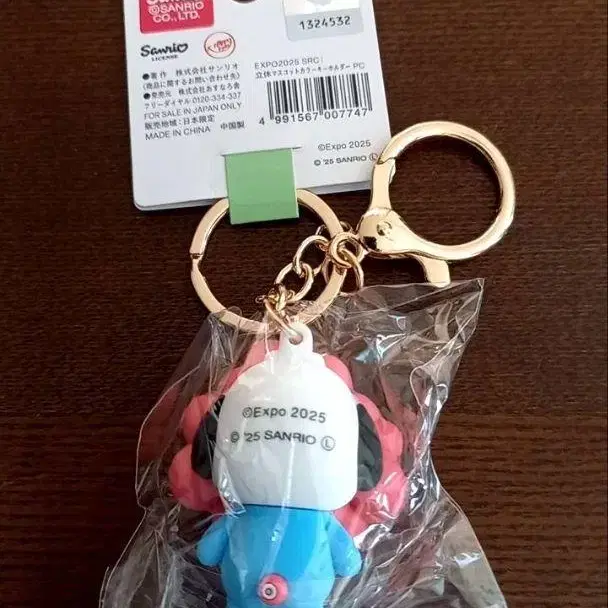 ©SANRIO
CO., LTD.
1324532
Sanrio
LICENSE
●著作 株式会社サンリオ
(商品に関するお問い合わせ先)
●発売元 株式会社あすなろ舎
フリーダイヤル 0120-334-337
FOR SALE IN JAPAN ONLY
販売地域：日本限定
MADE IN CHINA 中国製
EXPO2025 SRC
立体マスコットカラーキーホルダー PC
4 991567 007747
©Expo 2025
© '25 SANRIO Ⓛ
©Expo 2025
© '25 SANRIO Ⓛ